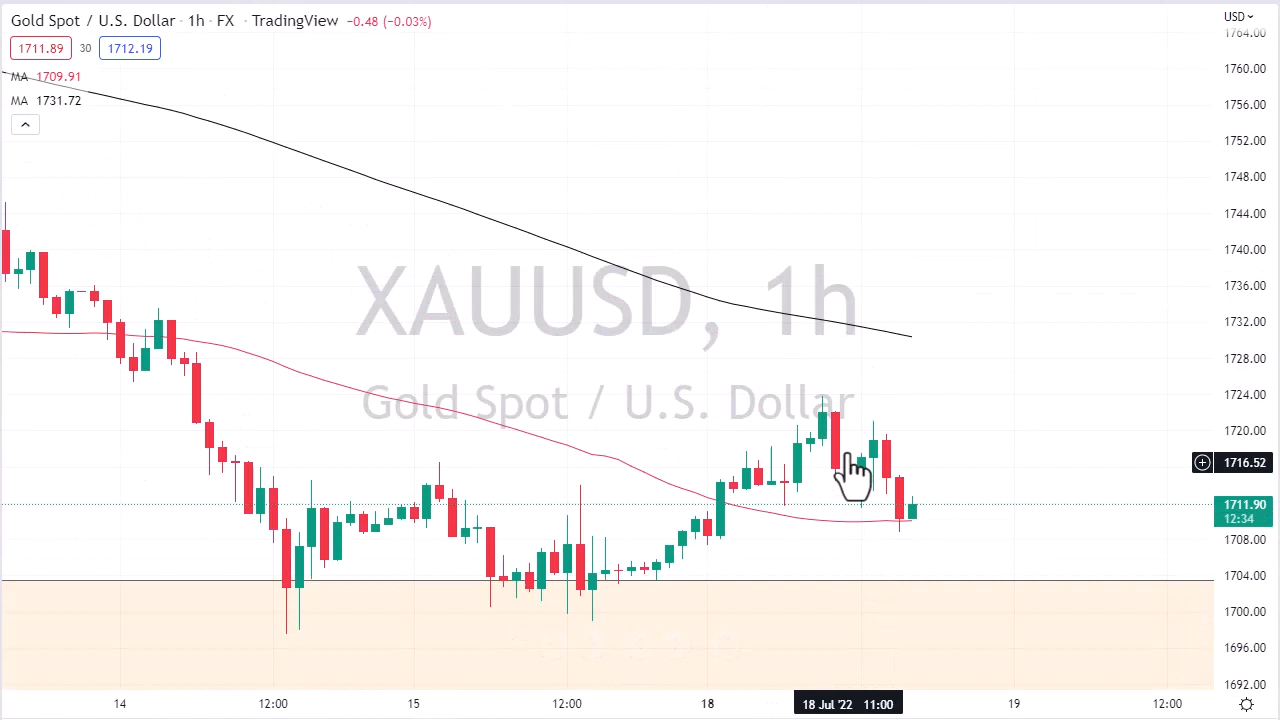 Gold Spot / U.S. Dollar · 1h · FX · TradingView −0.48 (−0.03%)
USD
1764.00
1711.89 30 1712.19
1760.00
MA 1709.91
MA 1731.72
1756.00
1752.00
1748.00
1744.00
1740.00
1736.00
XAUUSD, 1h
1732.00
1728.00
Gold Spot / U.S. Dollar
1724.00
1720.00
1716.52
1711.90
12:34
1708.00
1704.00
1700.00
1696.00
1692.00
14 12:00 15 12:00 18 18 Jul '22 11:00 19 12:00